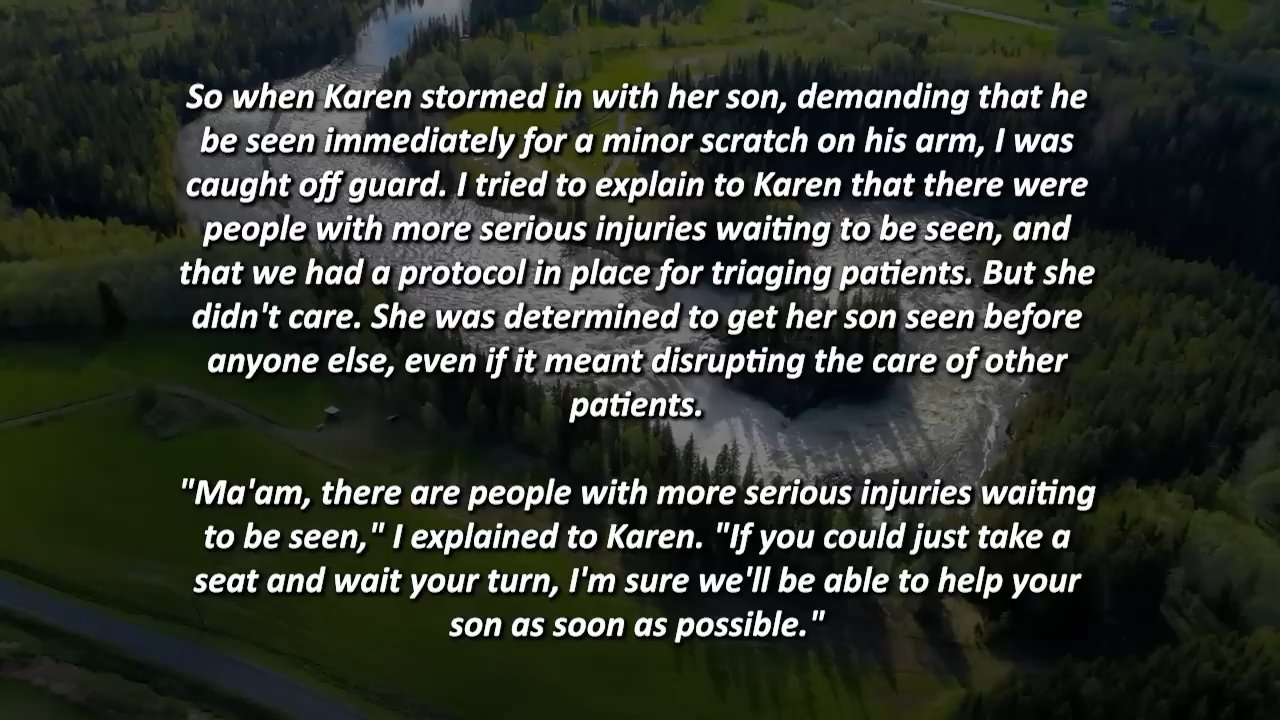 So when Karen stormed in with her son, demanding that he
be seen immediately for a minor scratch on his arm, I was
caught off guard. I tried to explain to Karen that there were
people with more serious injuries waiting to be seen, and
that we had a protocol in place for triaging patients. But she
didn't care. She was determined to get her son seen before
anyone else, even if it meant disrupting the care of other
patients.
"Ma'am, there are people with more serious injuries waiting
to be seen," I explained to Karen. "If you could just take a
seat and wait your turn, I'm sure we'll be able to help your
son as soon as possible."